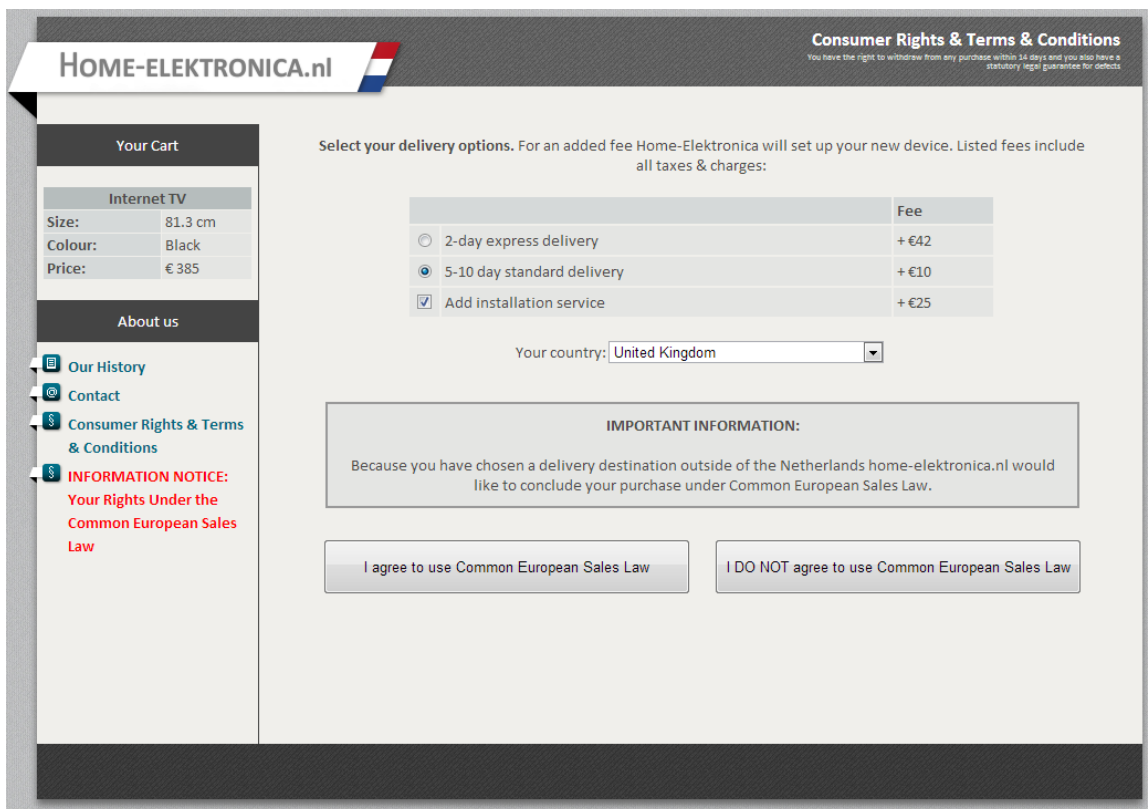 HOME-ELEKTRONICA.nl
Consumer Rights & Terms & Conditions
You have the right to withdraw from any purchase within 14 days and you also have a
statutory legal guarantee for defects
Your Cart
Internet TV
Size: 81.3 cm
Colour: Black
Price: € 385
About us
Our History
Contact
Consumer Rights & Terms
& Conditions
INFORMATION NOTICE:
Your Rights Under the
Common European Sales
Law
Select your delivery options. For an added fee Home-Elektronica will set up your new device. Listed fees include
all taxes & charges:
Fee
2-day express delivery + €42
5-10 day standard delivery + €10
Add installation service + €25
Your country: United Kingdom
IMPORTANT INFORMATION:
Because you have chosen a delivery destination outside of the Netherlands home-elektronica.nl would
like to conclude your purchase under Common European Sales Law.
I agree to use Common European Sales Law
I DO NOT agree to use Common European Sales Law